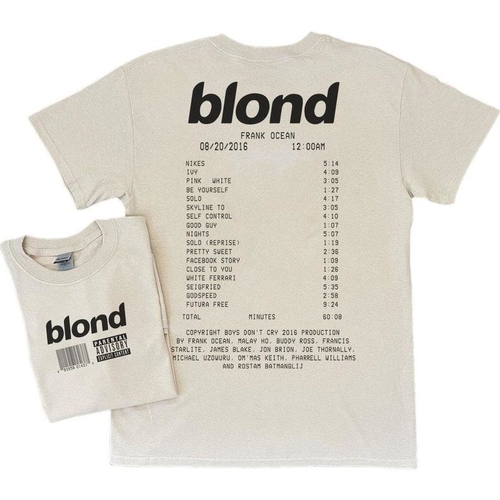 blond
FRANK OCEAN
08/20/2016 12:00AM
NIKES 5:14
IVY 4:09
PINK WHITE 3:05
BE YOURSELF 1:27
SOLO 4:17
SKYLINE TO 3:05
SELF CONTROL 4:10
GOOD GUY 1:07
NIGHTS 5:07
SOLO (REPRISE) 1:19
PRETTY SWEET 2:36
FACEBOOK STORY 1:09
CLOSE TO YOU 1:26
WHITE FERRARI 4:09
SEIGFRIED 5:35
GODSPEED 2:58
FUTURA FREE 9:24
TOTAL MINUTES 60:08
COPYRIGHT BOYS DON'T CRY 2016 PRODUCTION
BY FRANK OCEAN, MALAY HO, BUDDY ROSS, FRANCIS
STARLITE, JAMES BLAKE, JON BRION, JOE THORNALLY,
MICHAEL UZOWURU, OM'MAS KEITH, PHARRELL WILLIAMS
AND ROSTAM BATMANGLIJ
blond
PARENTAL
ADVISORY
EXPLICIT CONTENT